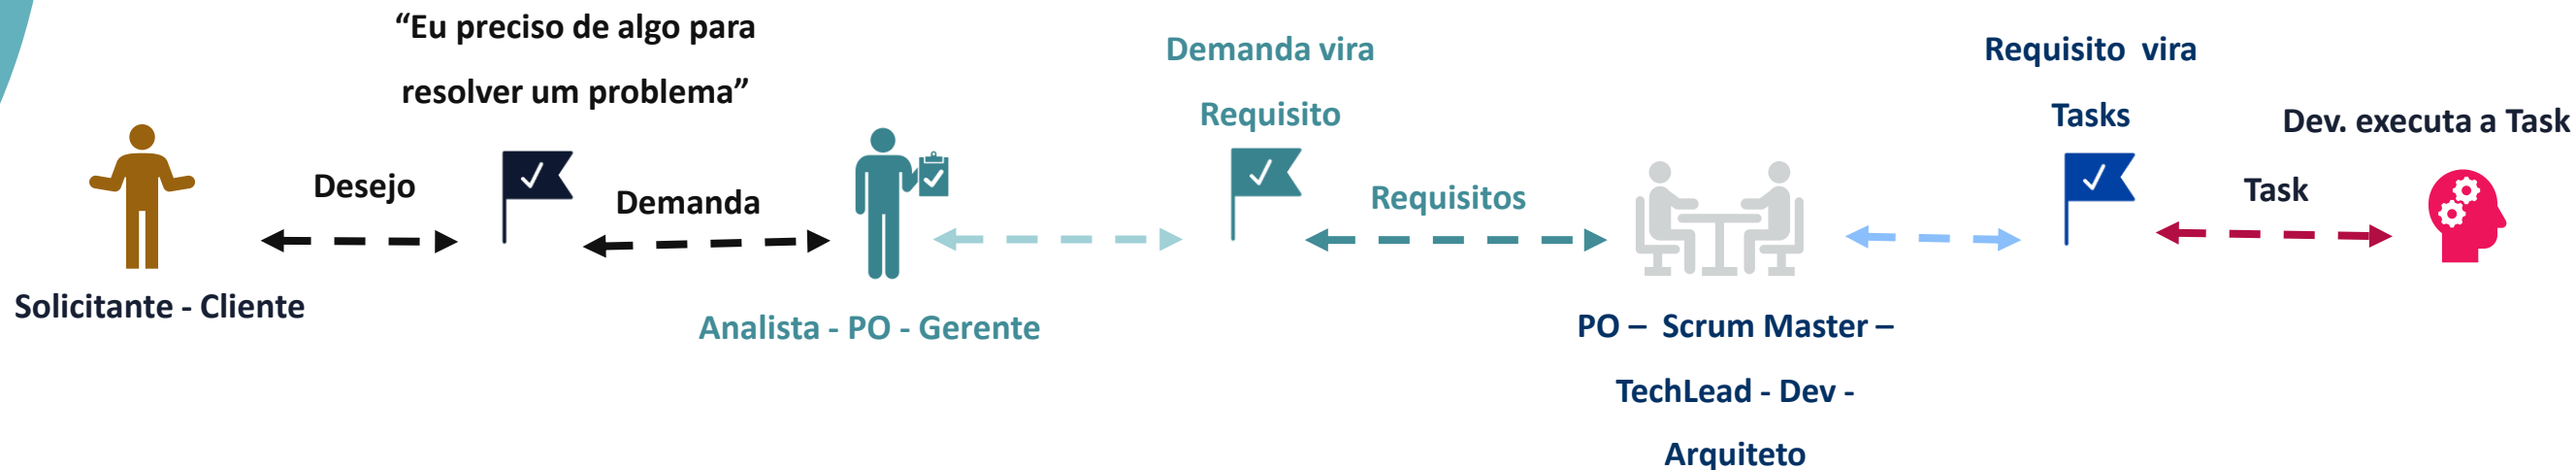 “Eu preciso de algo para
resolver um problema”
Demanda vira
Requisito
Requisito vira
Tasks
Dev. executa a Task
Desejo
Demanda
Requisitos
Task
Solicitante - Cliente
Analista - PO - Gerente
PO – Scrum Master –
TechLead - Dev -
Arquiteto